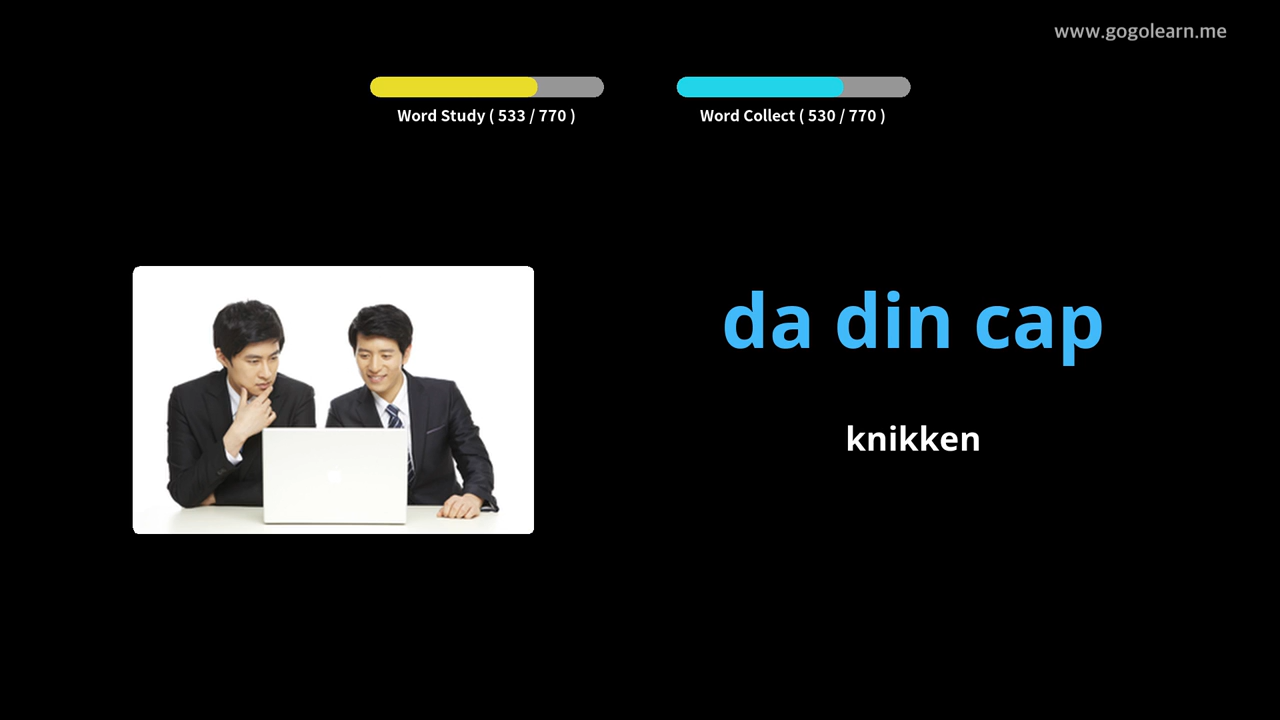 www.gogolearn.me
Word Study ( 533 / 770 )
Word Collect ( 530 / 770 )
da din cap
knikken